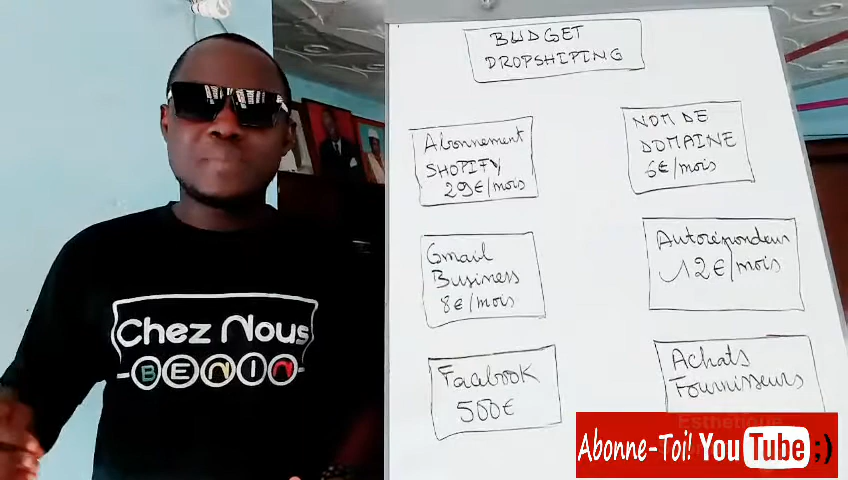 BUDGET
DROPSHIPING
Abonnement
SHOPIFY
29€/mois
NOM DE
DOMAINE
6€/mois
Gmail
Business
8€/mois
Autorépondeur
12€/mois
Facebook
500€
Achats
Fournisseurs
Chez Nous
BENIN
Esthetique
Abonne-Toi! YouTube ;)